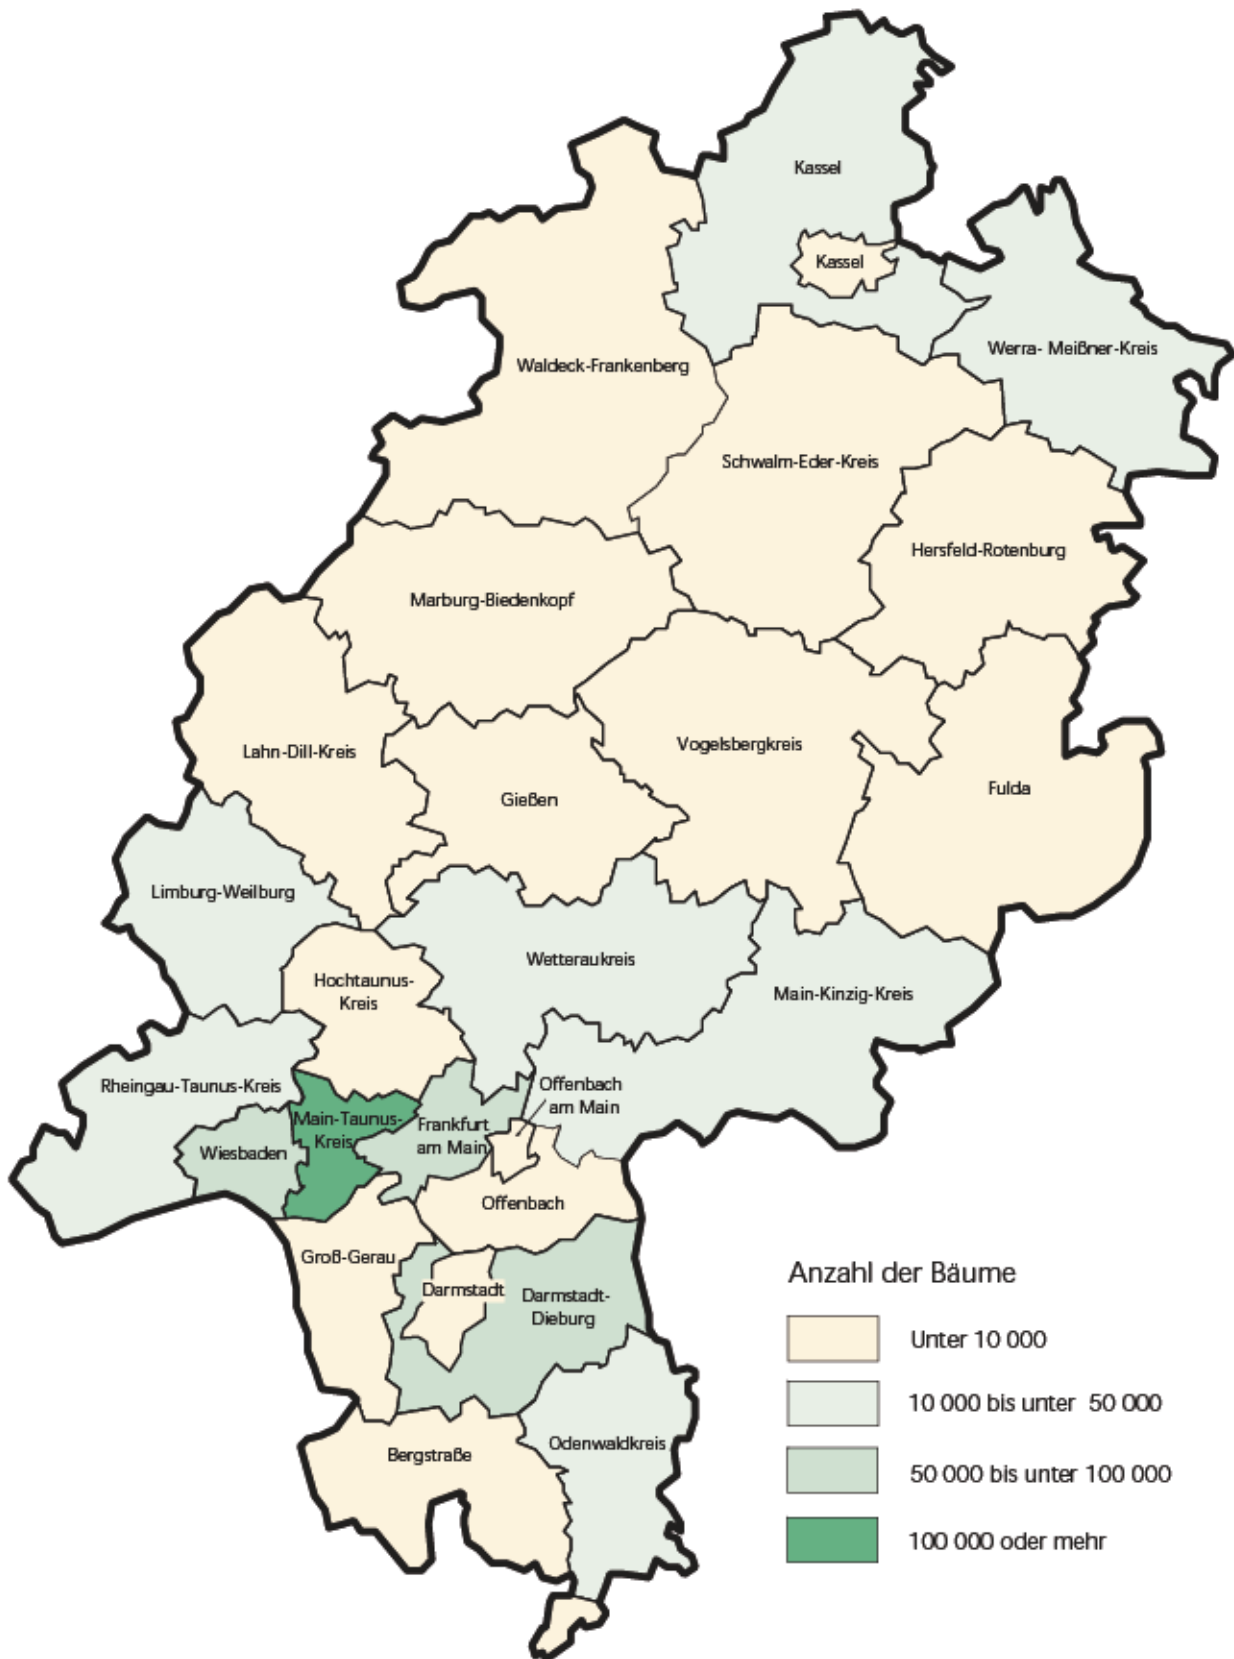 Kassel
Kassel
Werra- Meißner-Kreis
Waldeck-Frankenberg
Schwalm-Eder-Kreis
Hersfeld-Rotenburg
Marburg-Biedenkopf
Lahn-Dill-Kreis
Vogelsbergkreis
Gießen
Fulda
Limburg-Weilburg
Wetteraukreis
Hochtaunus-
Kreis
Main-Kinzig-Kreis
Rheingau-Taunus-Kreis
Offenbach
am Main
Main-Taunus-
Kreis
Frankfurt
am Main
Wiesbaden
Offenbach
Groß-Gerau
Darmstadt
Darmstadt-
Dieburg
Odenwaldkreis
Bergstraße
Anzahl der Bäume
Unter 10 000
10 000 bis unter 50 000
50 000 bis unter 100 000
100 000 oder mehr